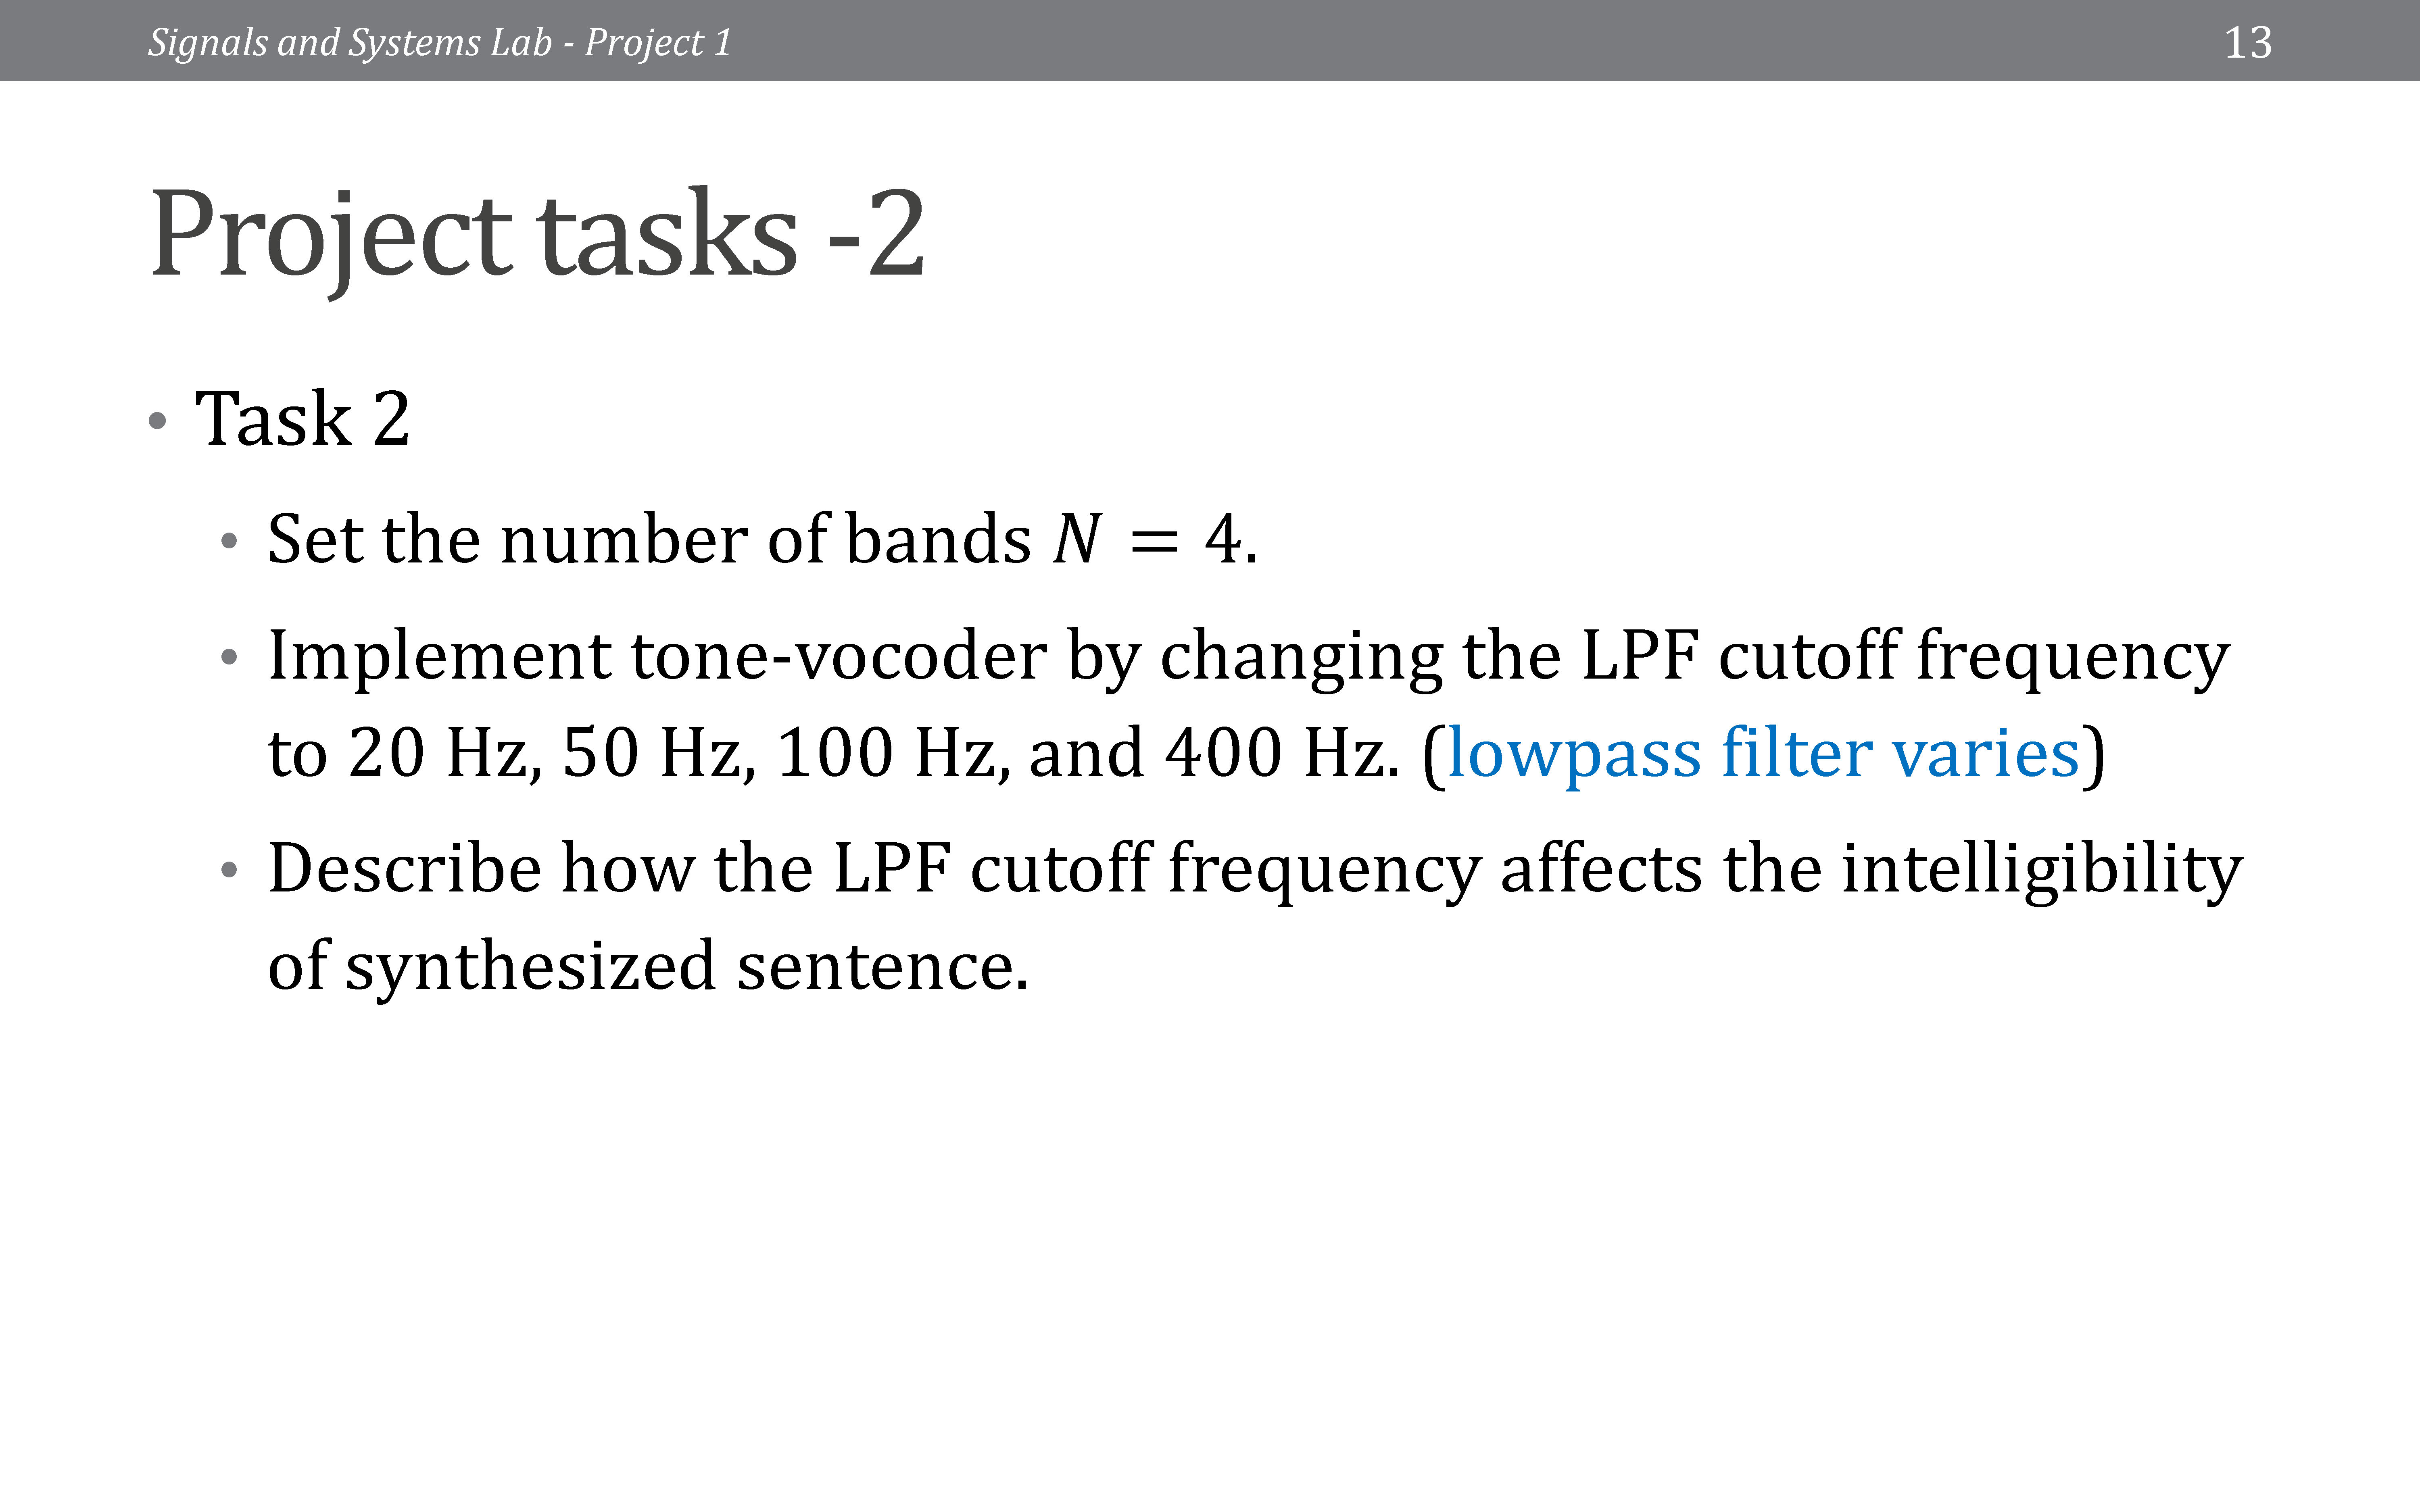 Signals and Systems Lab - Project 1
13
Project tasks -2
• Task 2
• Set the number of bands N = 4.
• Implement tone-vocoder by changing the LPF cutoff frequency
to 20 Hz, 50 Hz, 100 Hz, and 400 Hz. (lowpass filter varies)
• Describe how the LPF cutoff frequency affects the intelligibility
of synthesized sentence.